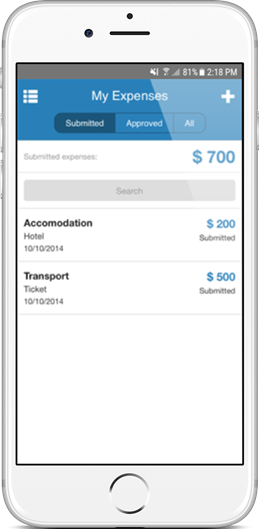 81% 2:18 PM
My Expenses
Submitted Approved All
Submitted expenses: $ 700
Search
Accomodation $ 200
Hotel Submitted
10/10/2014
Transport $ 500
Ticket Submitted
10/10/2014